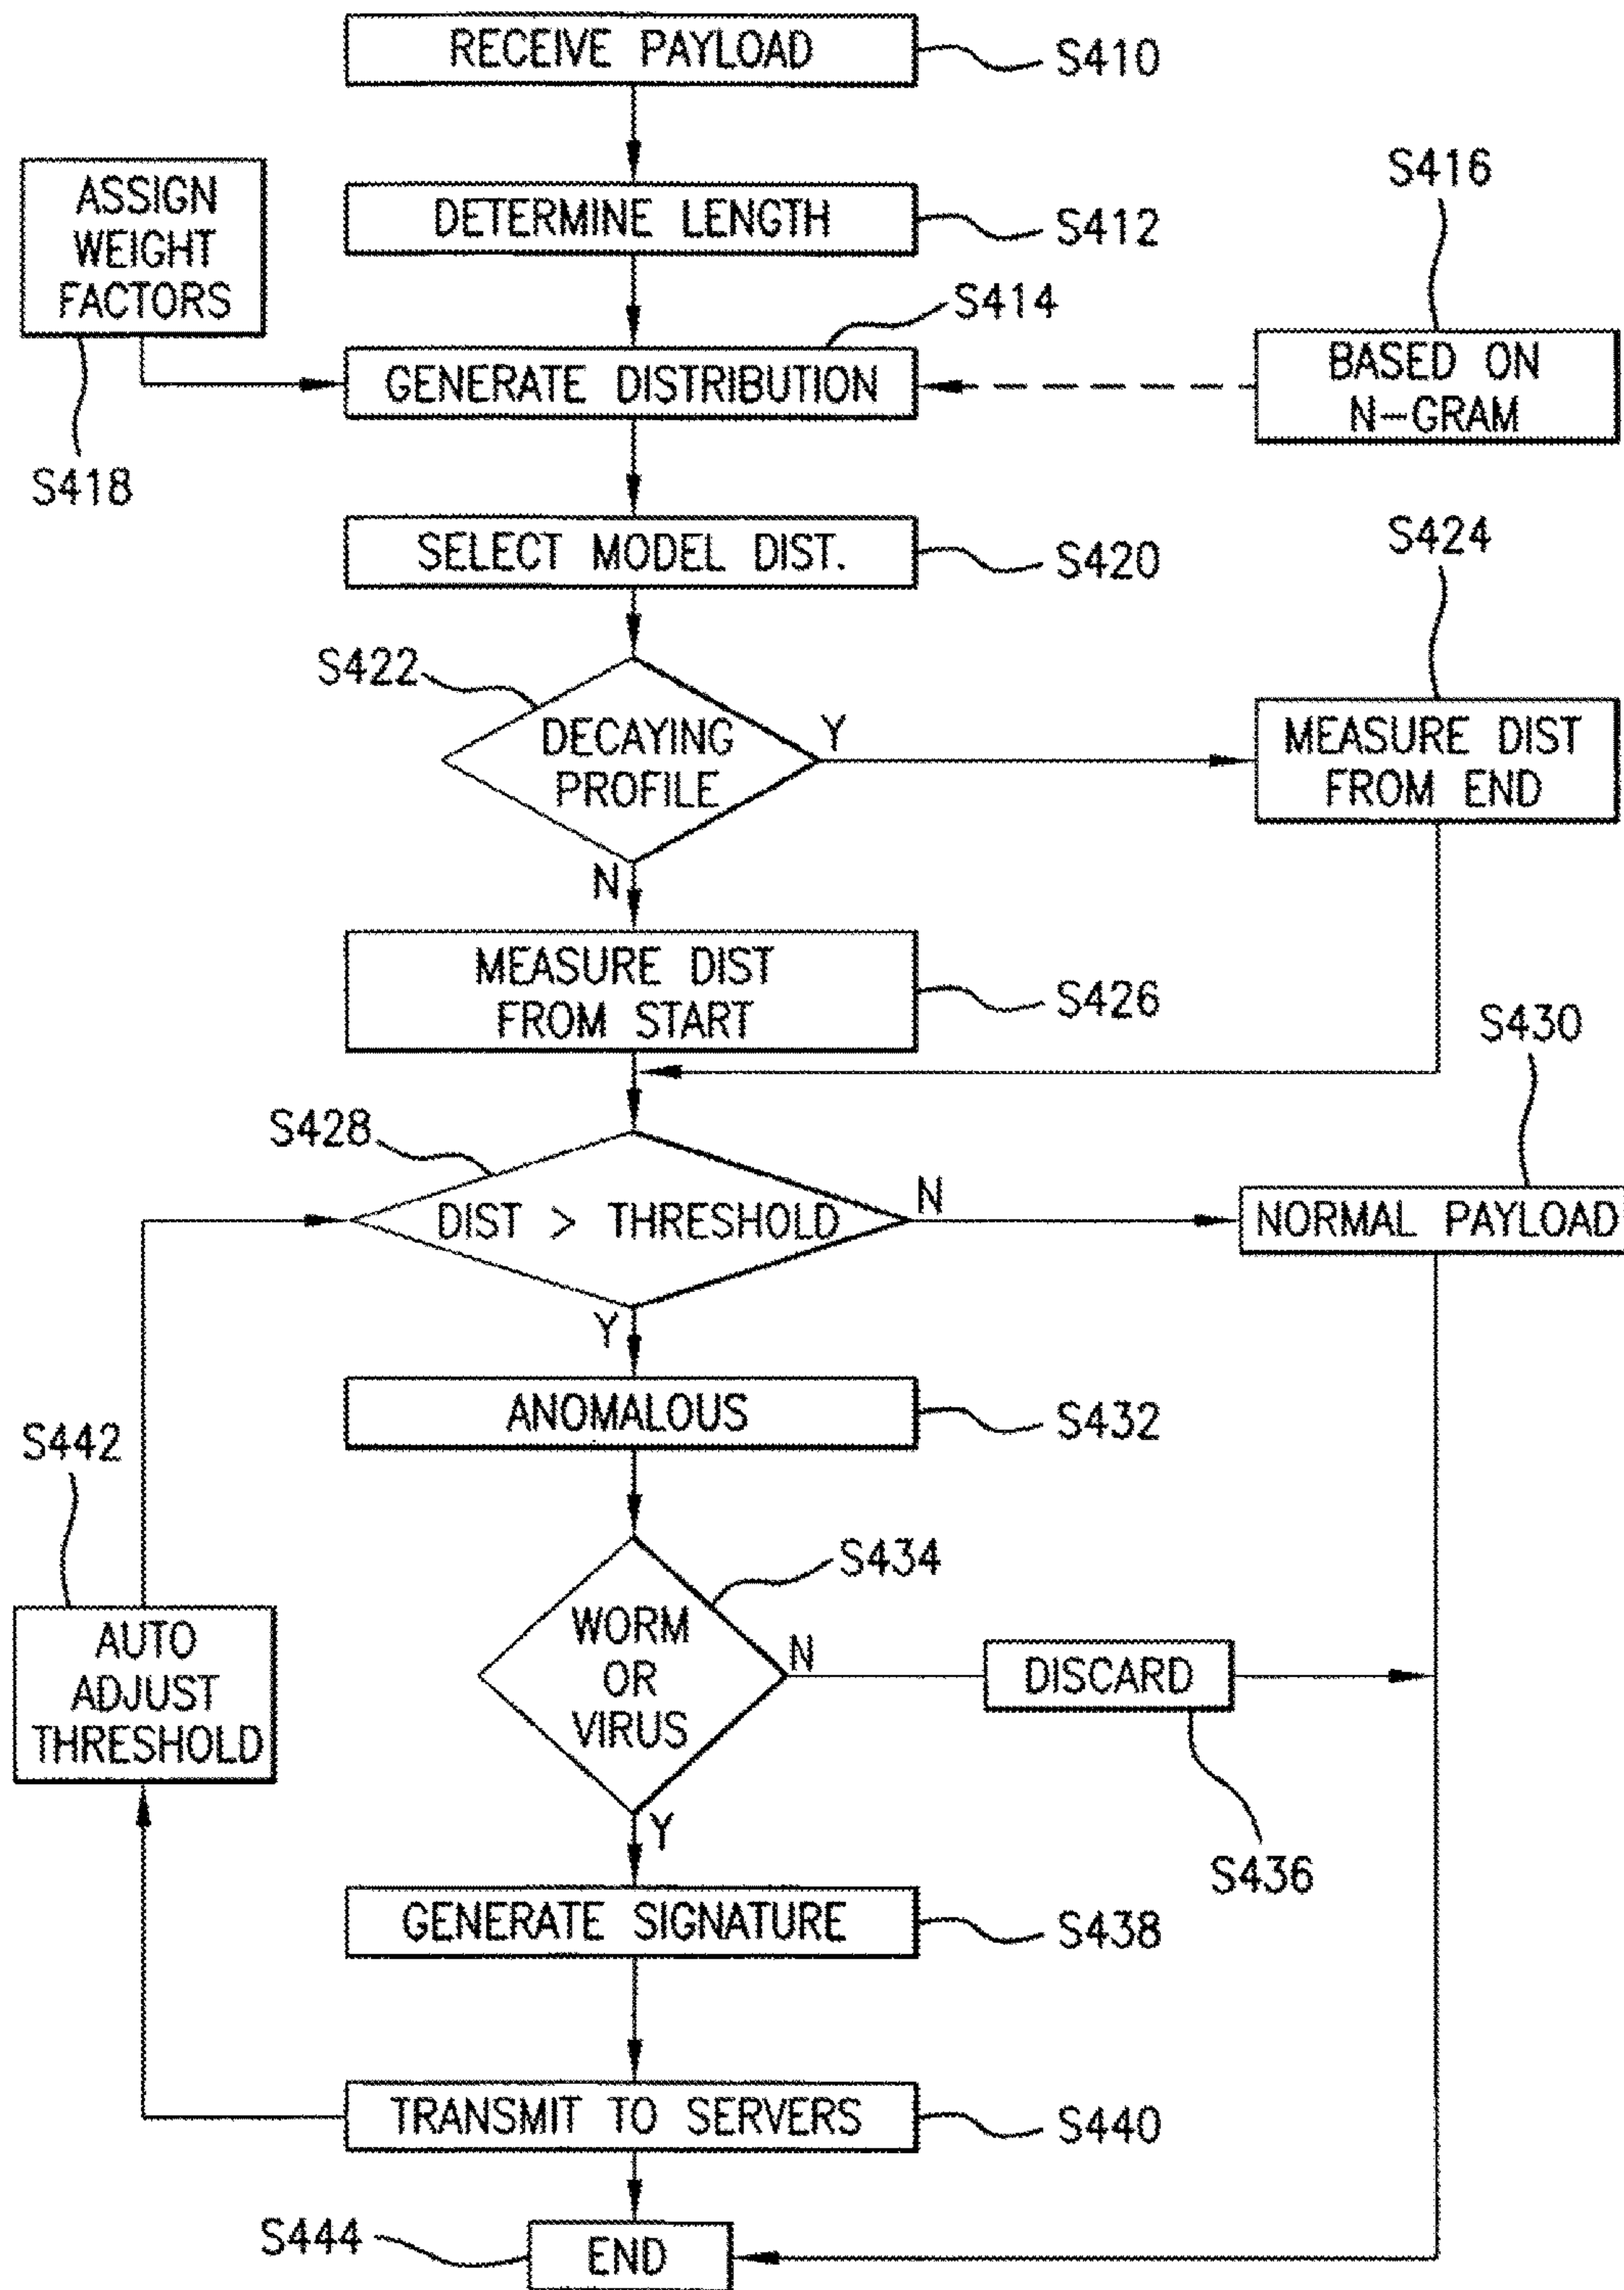 RECEIVE PAYLOAD
S410
ASSIGN
WEIGHT
FACTORS
S418
DETERMINE LENGTH
S412
S414
GENERATE DISTRIBUTION
S416
BASED ON
N-GRAM
SELECT MODEL DIST.
S420
S422
DECAYING
PROFILE
Y
N
S424
MEASURE DIST
FROM END
MEASURE DIST
FROM START
S426
S428
DIST > THRESHOLD
N
Y
S430
NORMAL PAYLOAD
ANOMALOUS
S432
S442
AUTO
ADJUST
THRESHOLD
S434
WORM
OR
VIRUS
N
Y
DISCARD
S436
GENERATE SIGNATURE
S438
TRANSMIT TO SERVERS
S440
S444
END